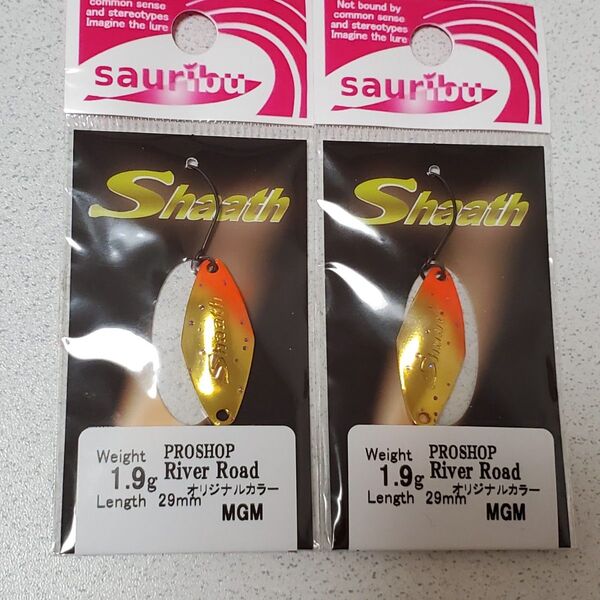 common sense
and stereotypes
Imagine the lure
sauribu
Shaath
Shaath
Weight
1.9g
Length 29mm
PROSHOP
River Road
オリジナルカラー
MGM
Not bound by
common sense
and stereotypes
Imagine the lure
sauribu
Shaath
Shaath
Weight
1.9g
Length 29mm
PROSHOP
River Road
オリジナルカラー
MGM